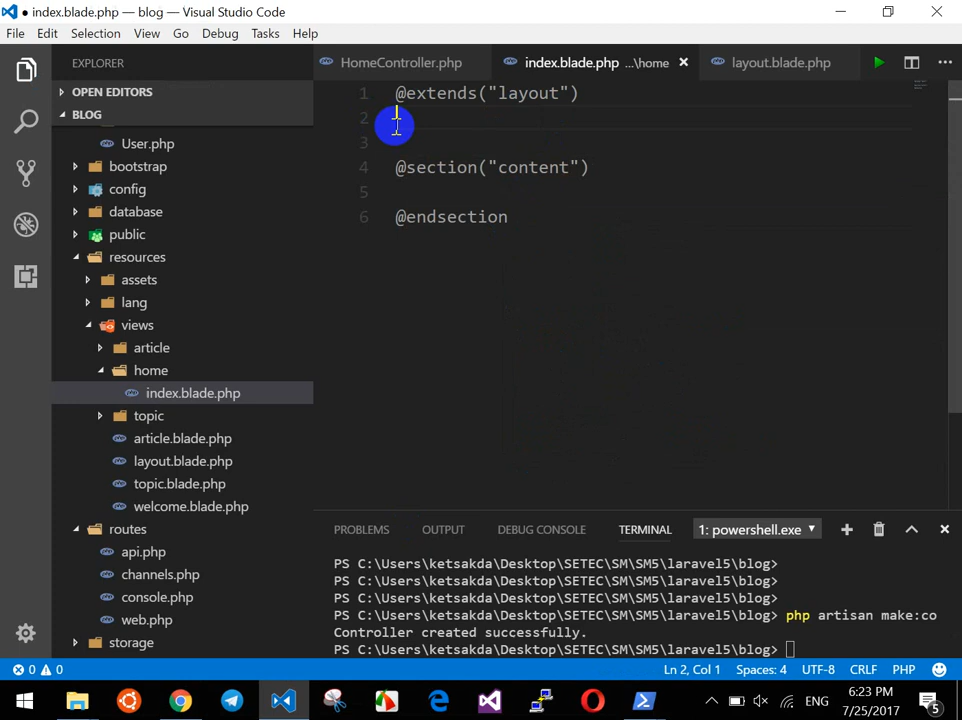 ● index.blade.php — blog — Visual Studio Code
File Edit Selection View Go Debug Tasks Help
EXPLORER
HomeController.php
index.blade.php ...\home
layout.blade.php
OPEN EDITORS
BLOG
User.php
bootstrap
config
database
public
resources
assets
lang
views
article
home
index.blade.php
topic
article.blade.php
layout.blade.php
topic.blade.php
welcome.blade.php
routes
api.php
channels.php
console.php
web.php
storage
1 @extends("layout")
2
3
4 @section("content")
5
6 @endsection
PROBLEMS OUTPUT DEBUG CONSOLE TERMINAL 1: powershell.exe
PS C:\Users\ketsakda\Desktop\SETEC\SM\SM5\laravel5\blog>
PS C:\Users\ketsakda\Desktop\SETEC\SM\SM5\laravel5\blog>
PS C:\Users\ketsakda\Desktop\SETEC\SM\SM5\laravel5\blog>
PS C:\Users\ketsakda\Desktop\SETEC\SM\SM5\laravel5\blog> php artisan make:co
Controller created successfully.
PS C:\Users\ketsakda\Desktop\SETEC\SM\SM5\laravel5\blog>
0 0 Ln 2, Col 1 Spaces: 4 UTF-8 CRLF PHP
ENG
6:23 PM
7/25/2017
5